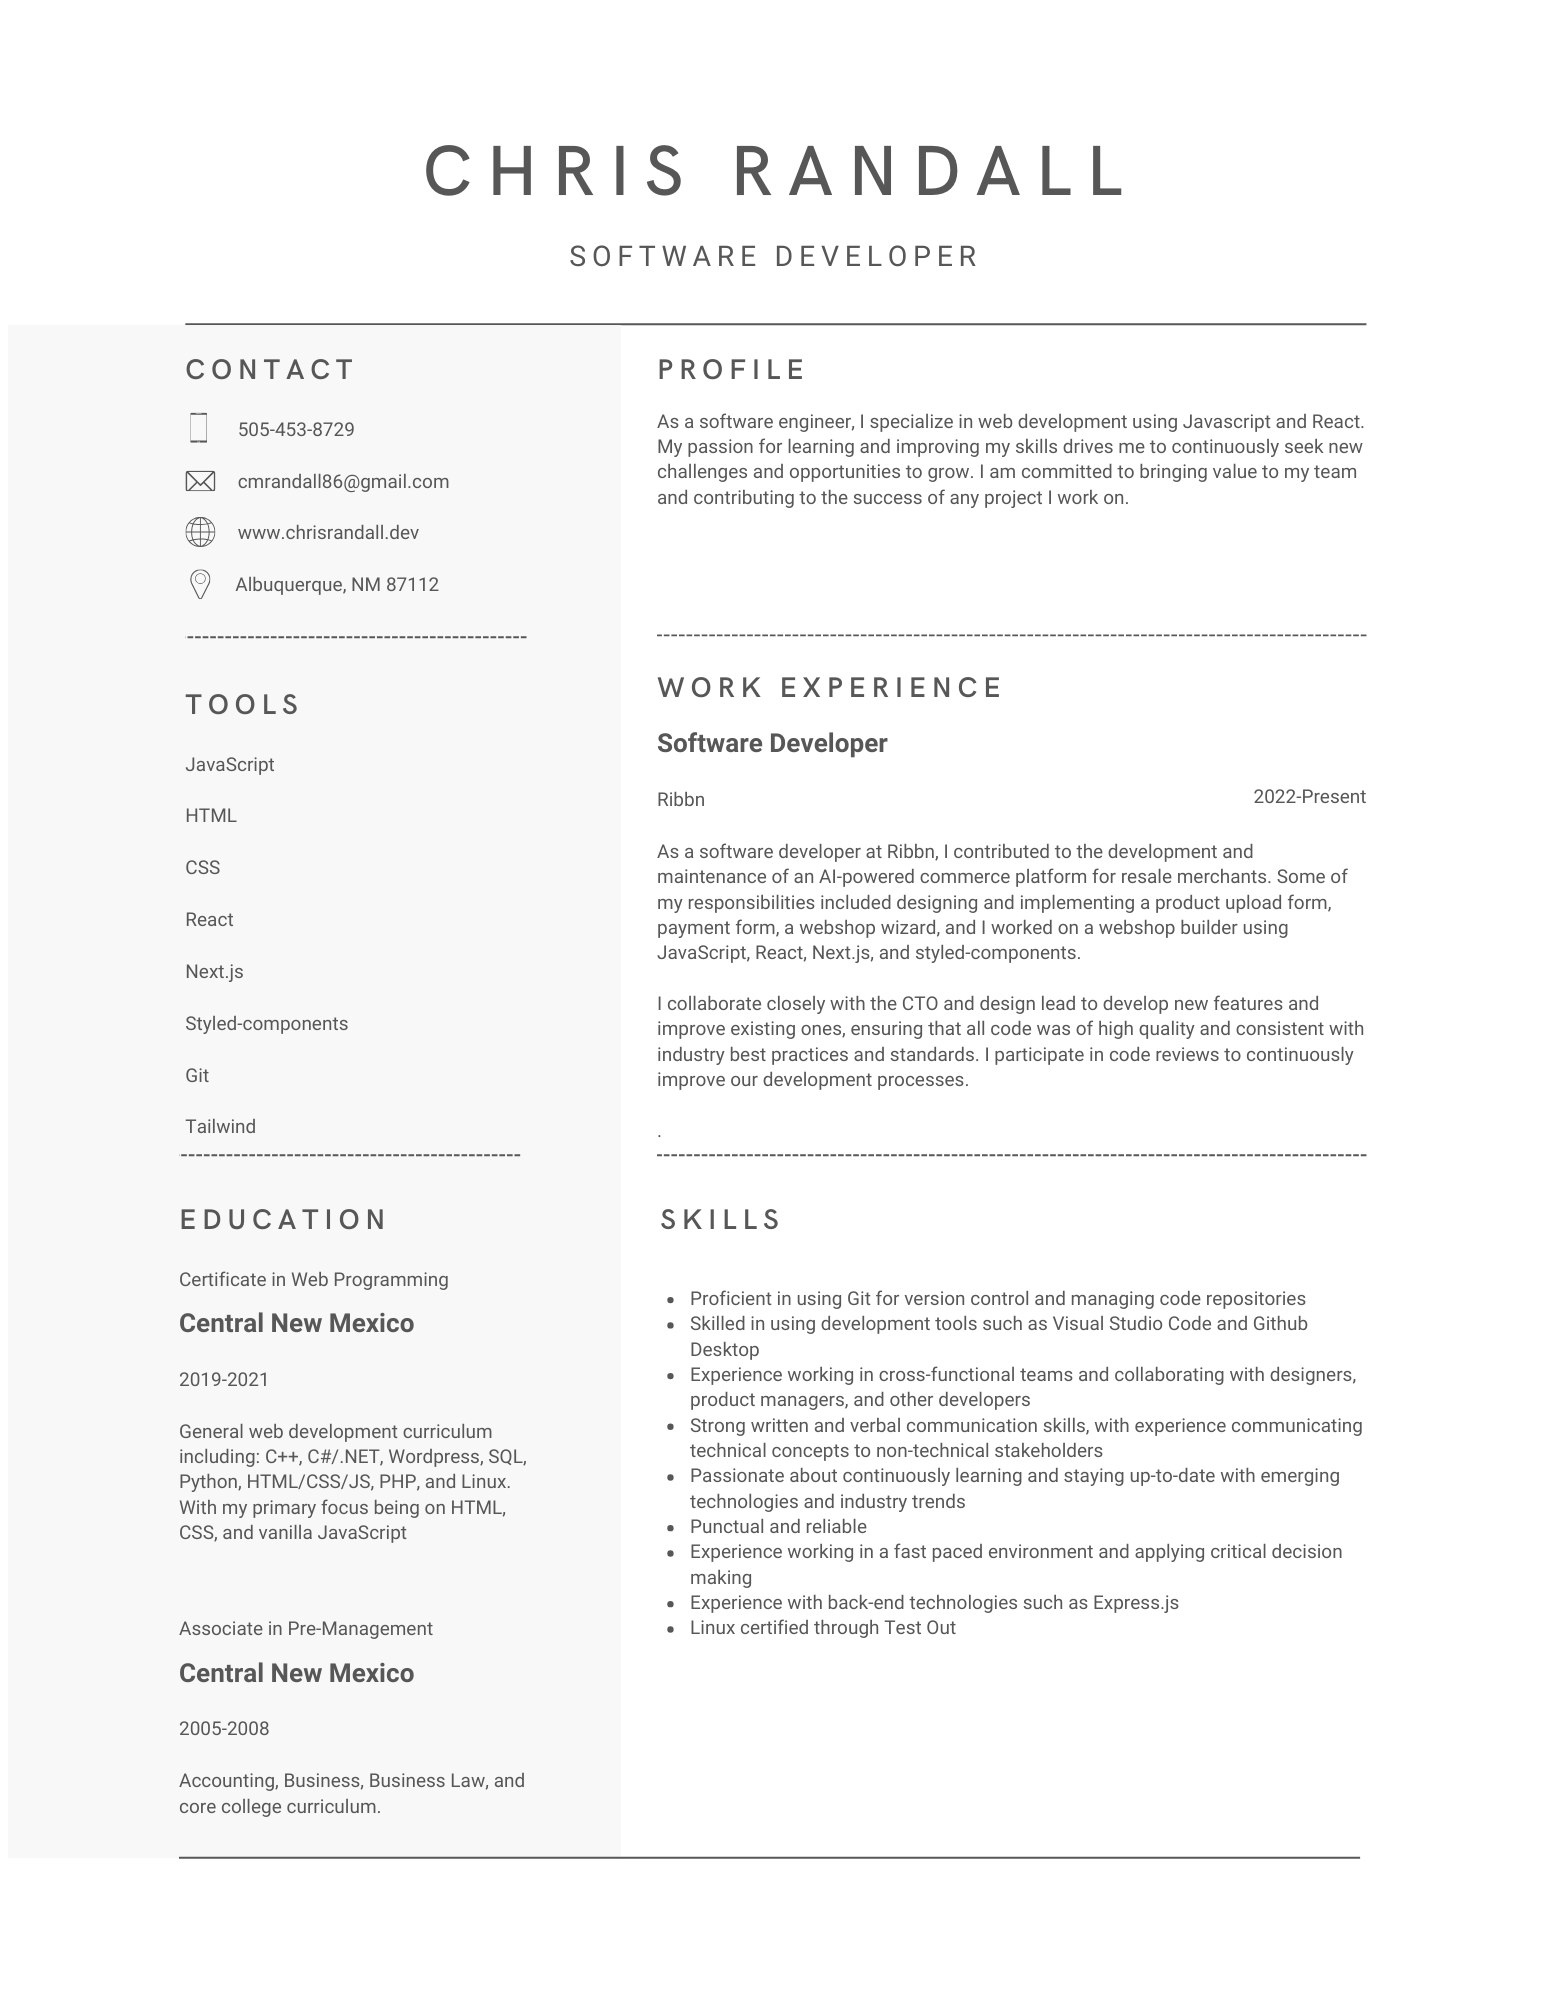 CHRIS RANDALL
SOFTWARE DEVELOPER
CONTACT
505-453-8729
cmrandall86@gmail.com
www.chrisrandall.dev
Albuquerque, NM 87112
TOOLS
JavaScript
HTML
CSS
React
Next.js
Styled-components
Git
Tailwind
EDUCATION
Certificate in Web Programming
Central New Mexico
2019-2021
General web development curriculum
including: C++, C#/.NET, Wordpress, SQL,
Python, HTML/CSS/JS, PHP, and Linux.
With my primary focus being on HTML,
CSS, and vanilla JavaScript
Associate in Pre-Management
Central New Mexico
2005-2008
Accounting, Business, Business Law, and
core college curriculum.
PROFILE
As a software engineer, I specialize in web development using Javascript and React.
My passion for learning and improving my skills drives me to continuously seek new
challenges and opportunities to grow. I am committed to bringing value to my team
and contributing to the success of any project I work on.
WORK EXPERIENCE
Software Developer
Ribbn 2022-Present
As a software developer at Ribbn, I contributed to the development and
maintenance of an AI-powered commerce platform for resale merchants. Some of
my responsibilities included designing and implementing a product upload form,
payment form, a webshop wizard, and I worked on a webshop builder using
JavaScript, React, Next.js, and styled-components.
I collaborate closely with the CTO and design lead to develop new features and
improve existing ones, ensuring that all code was of high quality and consistent with
industry best practices and standards. I participate in code reviews to continuously
improve our development processes.
.
SKILLS
• Proficient in using Git for version control and managing code repositories
• Skilled in using development tools such as Visual Studio Code and Github
Desktop
• Experience working in cross-functional teams and collaborating with designers,
product managers, and other developers
• Strong written and verbal communication skills, with experience communicating
technical concepts to non-technical stakeholders
• Passionate about continuously learning and staying up-to-date with emerging
technologies and industry trends
• Punctual and reliable
• Experience working in a fast paced environment and applying critical decision
making
• Experience with back-end technologies such as Express.js
• Linux certified through Test Out